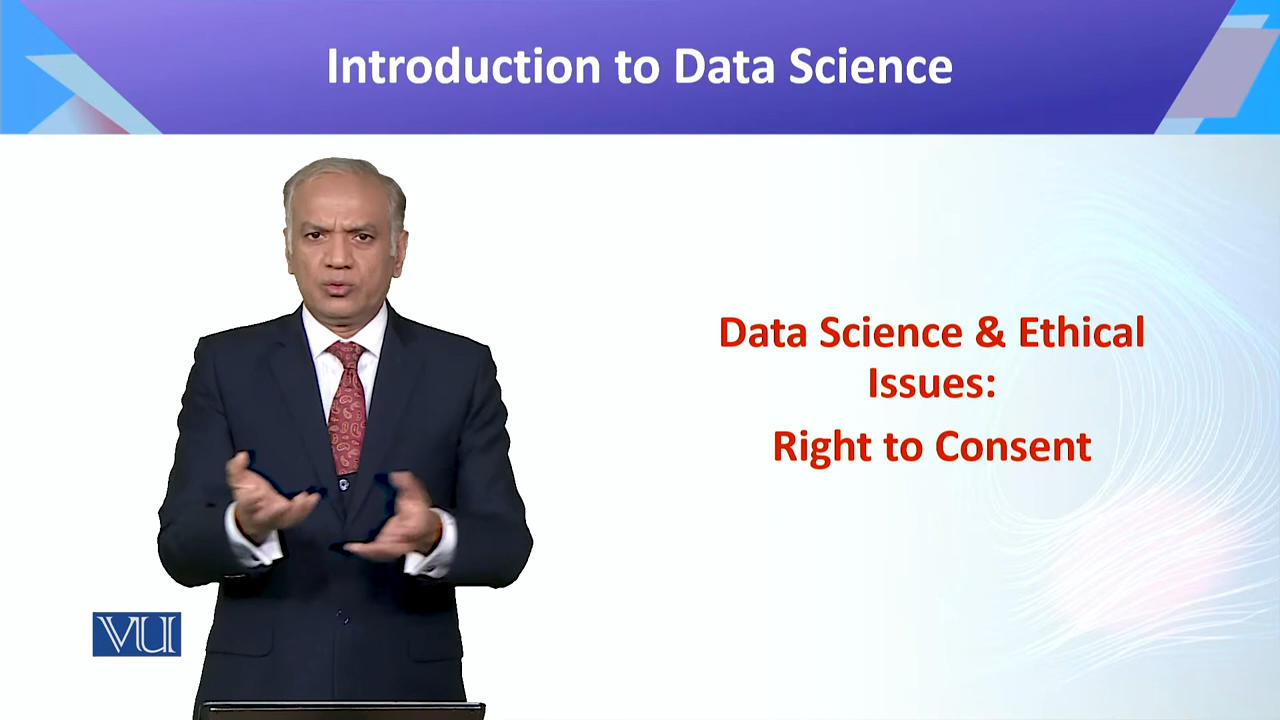 Introduction to Data Science
Data Science & Ethical
Issues:
Right to Consent
VU